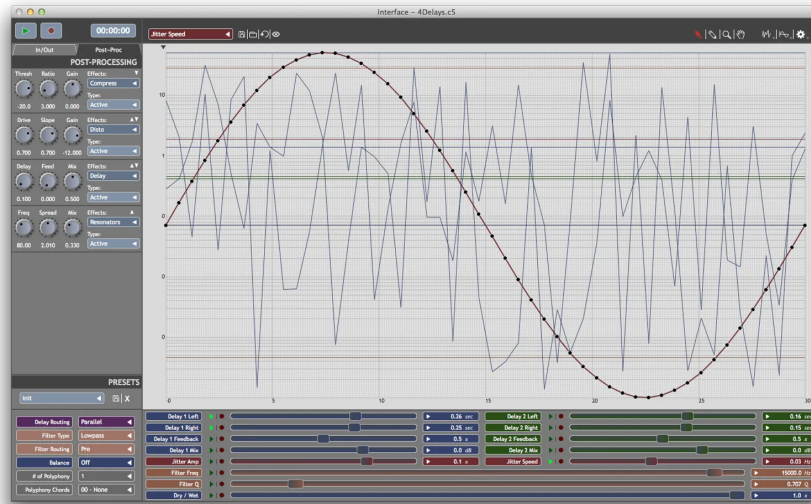 Interface - 4Delays.c5
00:00:00
Jitter Speed
In/Out
Post-Proc
POST-PROCESSING
Thresh Ratio Gain Effects:
Compress
Type:
-20.0 3.000 0.000 Active
Drive Slope Gain Effects:
Disto
Type:
0.700 0.700 -12.000 Active
Delay Feed Mix Effects:
Delay
Type:
0.100 0.000 0.500 Active
Freq Spread Mix Effects:
Resonators
Type:
80.00 2.010 0.330 Active
10
1
0
0
0
0 5 10 15 20 25 30
PRESETS
Init
X
Delay Routing Parallel
Filter Type Lowpass
Filter Routing Pre
Balance Off
# of Polyphony 1
Polyphony Chords 00 - None
Delay 1 Left 0.26 sec Delay 2 Left 0.16 sec
Delay 1 Right 0.25 sec Delay 2 Right 0.15 sec
Delay 1 Feedback 0.5 x Delay 2 Feedback 0.5 x
Delay 1 Mix 0.0 dB Delay 2 Mix 0.0 dB
Jitter Amp 0.1 x Jitter Speed 0.03 Hz
Filter Freq 15000.0 Hz
Filter Q 0.707 Q
Dry / Wet 1.0 x